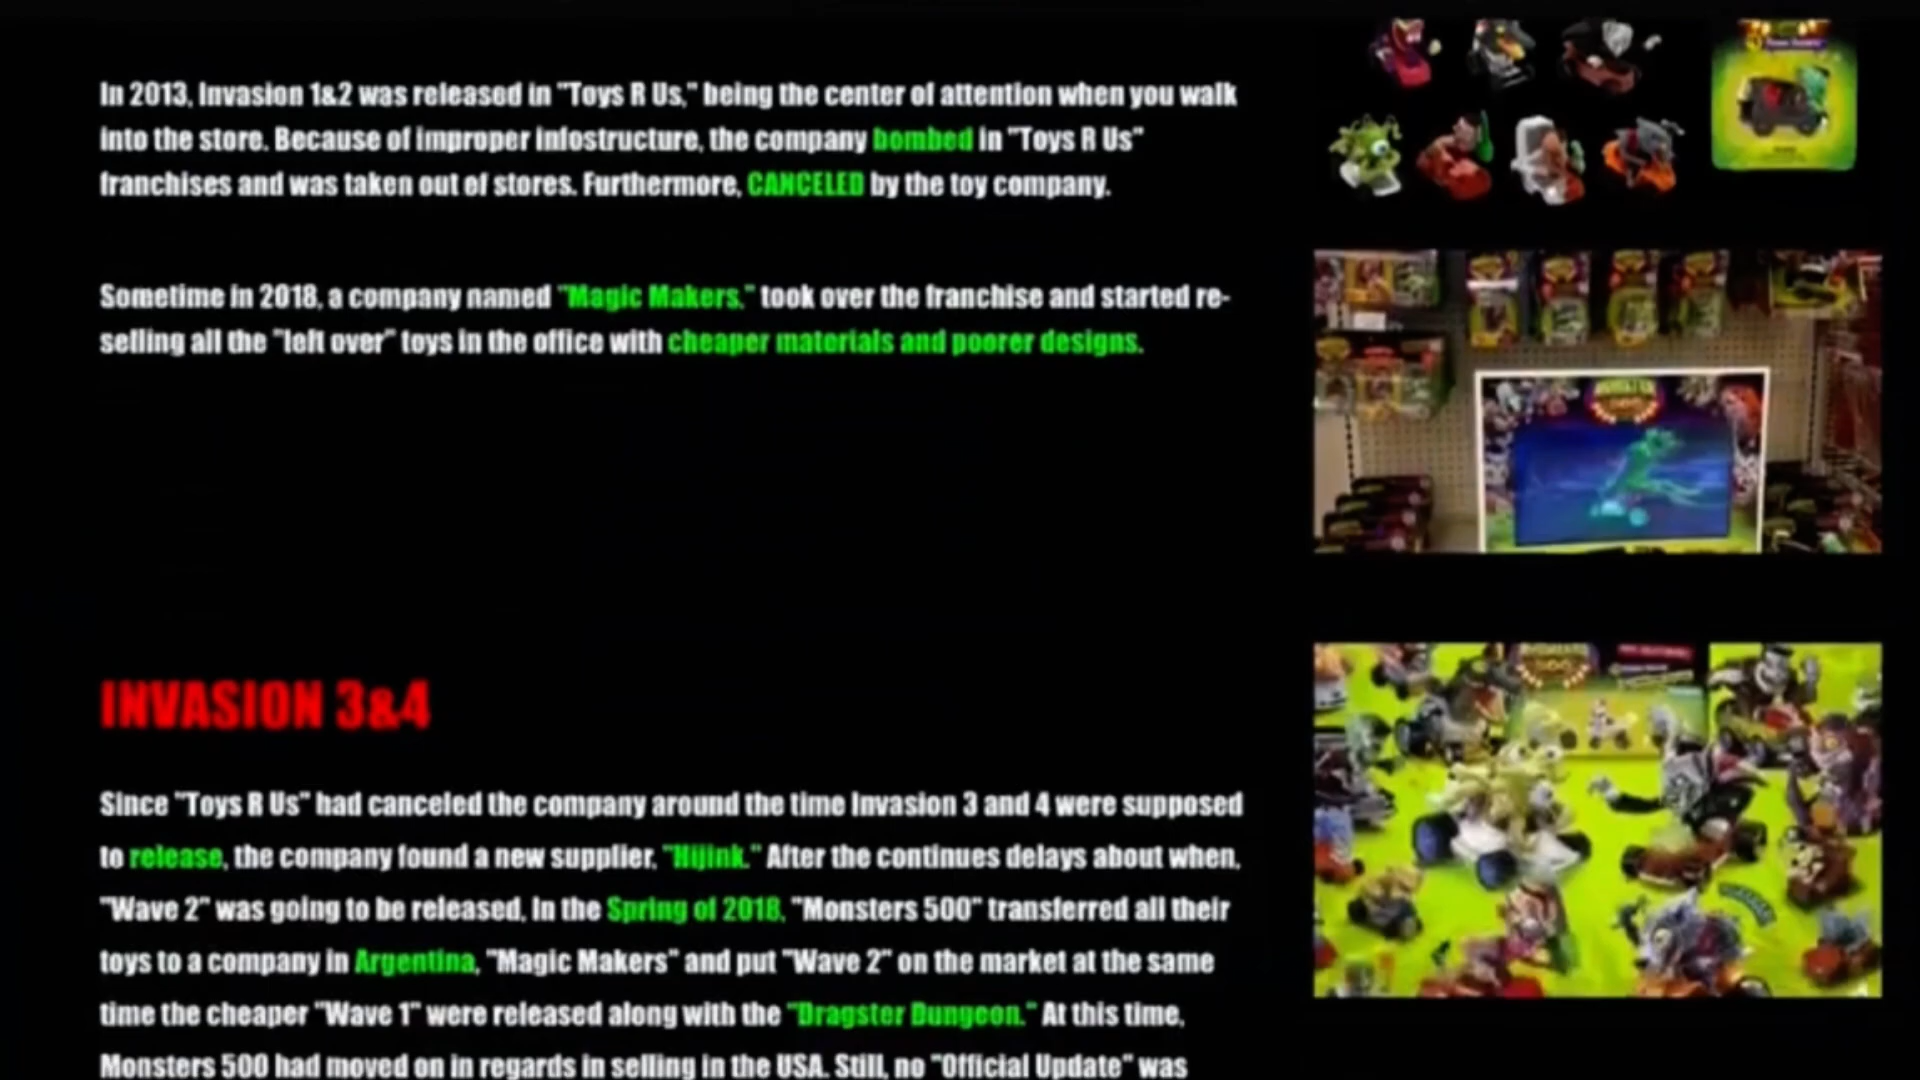 In 2013, Invasion 1&2 was released in "Toys R Us," being the center of attention when you walk
into the store. Because of improper infostructure, the company bombed in "Toys R Us"
franchises and was taken out of stores. Furthermore, CANCELED by the toy company.
Sometime in 2018, a company named "Magic Makers." took over the franchise and started re-
selling all the "left over" toys in the office with cheaper materials and poorer designs.
INVASION 3&4
Since "Toys R Us" had canceled the company around the time Invasion 3 and 4 were supposed
to release, the company found a new supplier, "Hijink." After the continues delays about when,
"Wave 2" was going to be released, In the Spring of 2018, "Monsters 500" transferred all their
toys to a company in Argentina, "Magic Makers" and put "Wave 2" on the market at the same
time the cheaper "Wave 1" were released along with the "Dragster Dungeon." At this time,
Monsters 500 had moved on in regards in selling in the USA. Still, no "Official Update" was